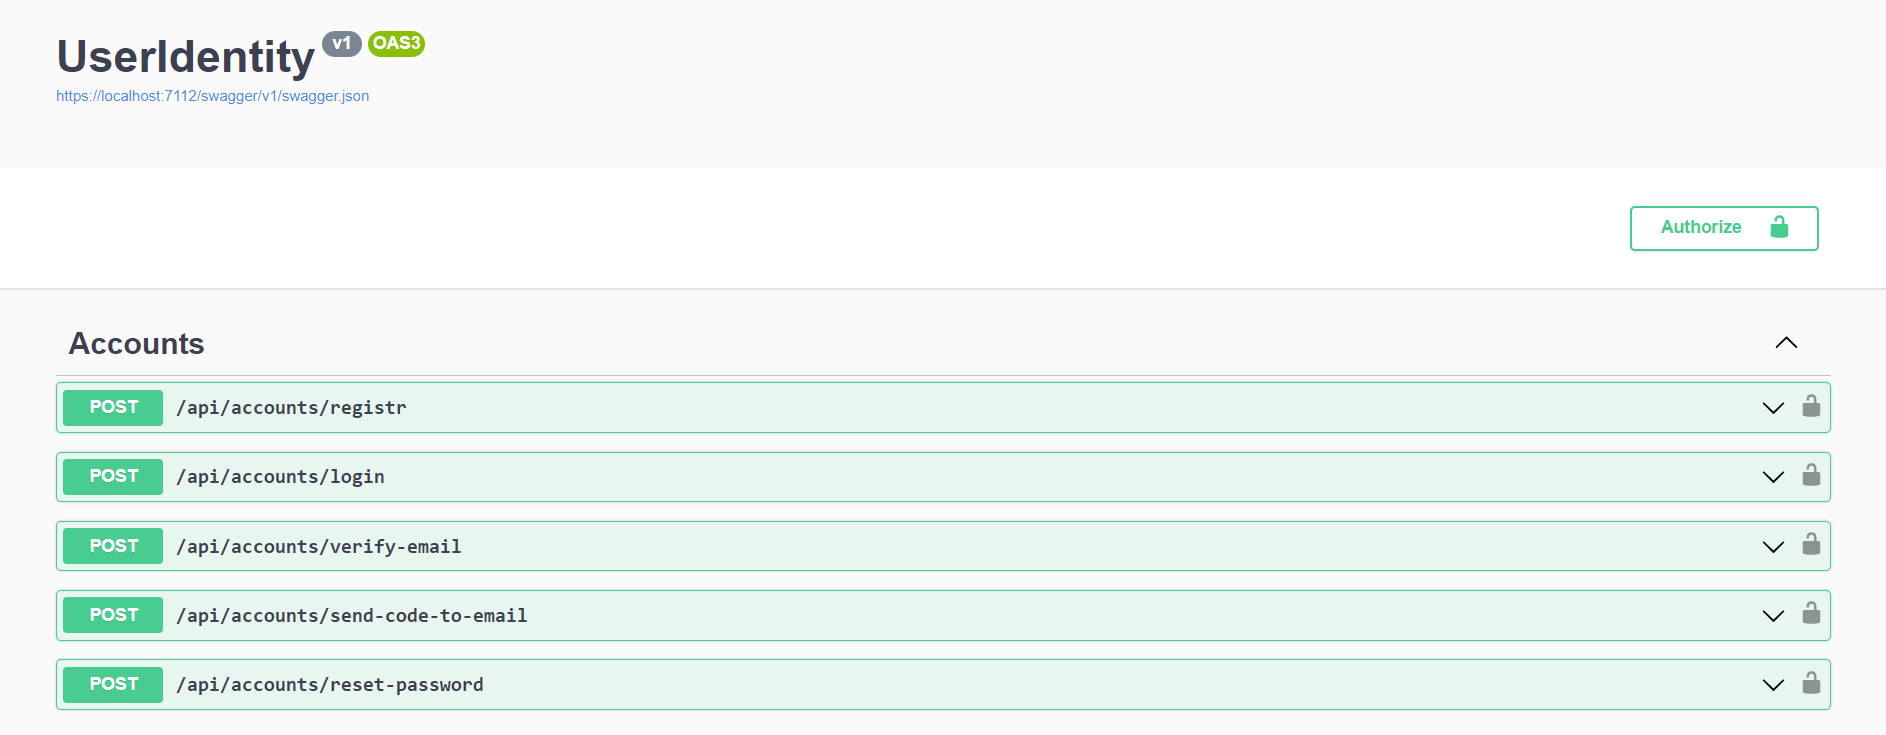 UserIdentity v1 OAS3
https://localhost:7112/swagger/v1/swagger.json
Authorize
Accounts
POST /api/accounts/registr
POST /api/accounts/login
POST /api/accounts/verify-email
POST /api/accounts/send-code-to-email
POST /api/accounts/reset-password